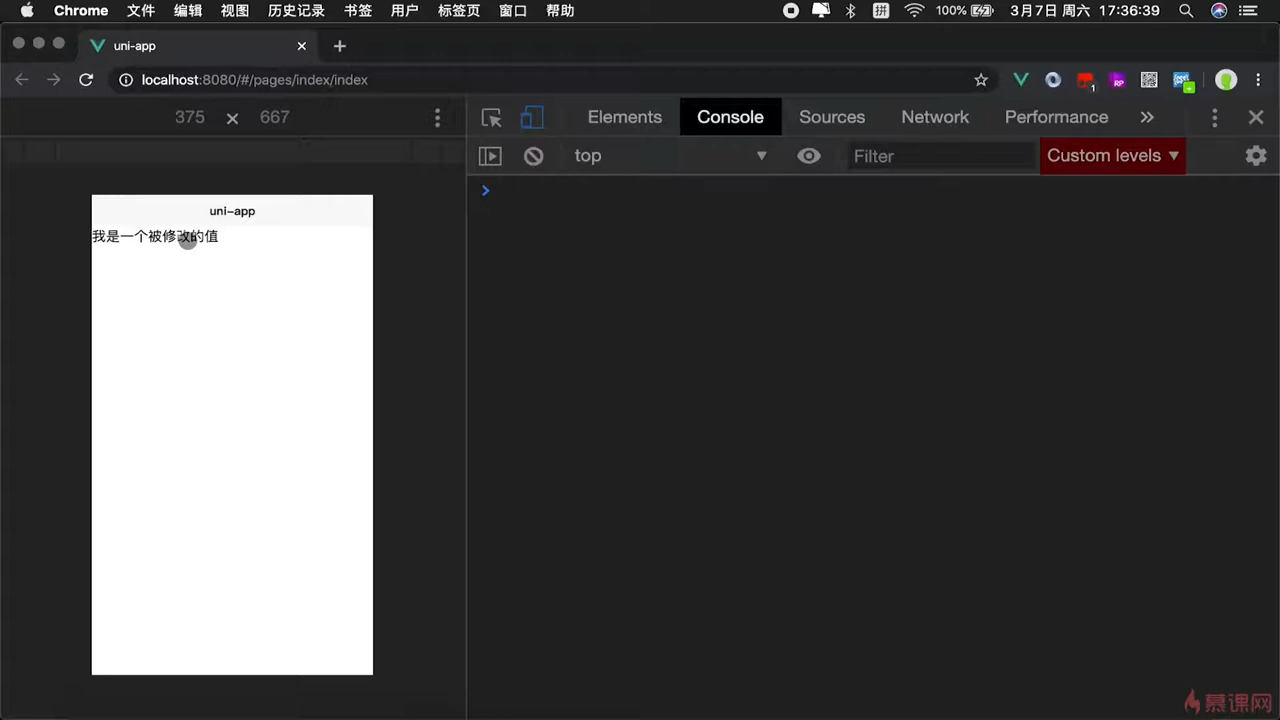 Chrome 文件 编辑 视图 历史记录 书签 用户 标签页 窗口 帮助 拼 100% 3月7日 周六 17:36:39
uni-app
localhost:8080/#/pages/index/index RP 1
375 × 667 Elements Console Sources Network Performance
top Filter Custom levels
uni-app
我是一个被修改的值
慕课网